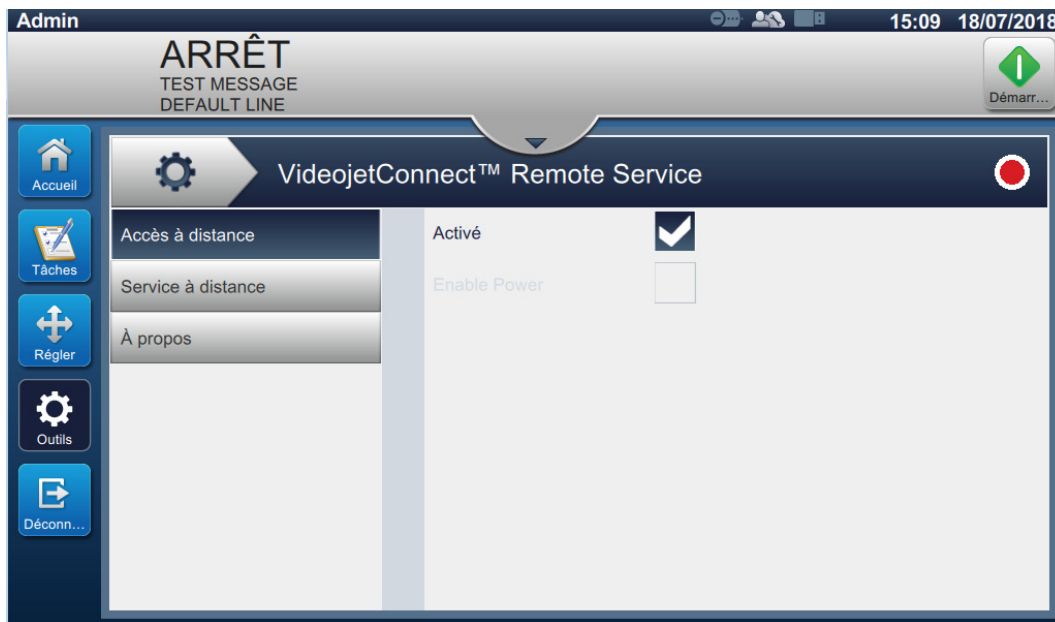 Admin
15:09 18/07/2018
ARRÊT
TEST MESSAGE
DEFAULT LINE
Démarr...
Accueil
VideojetConnect™ Remote Service
Tâches
Régler
Outils
Déconn...
Accès à distance
Service à distance
À propos
Activé
Enable Power